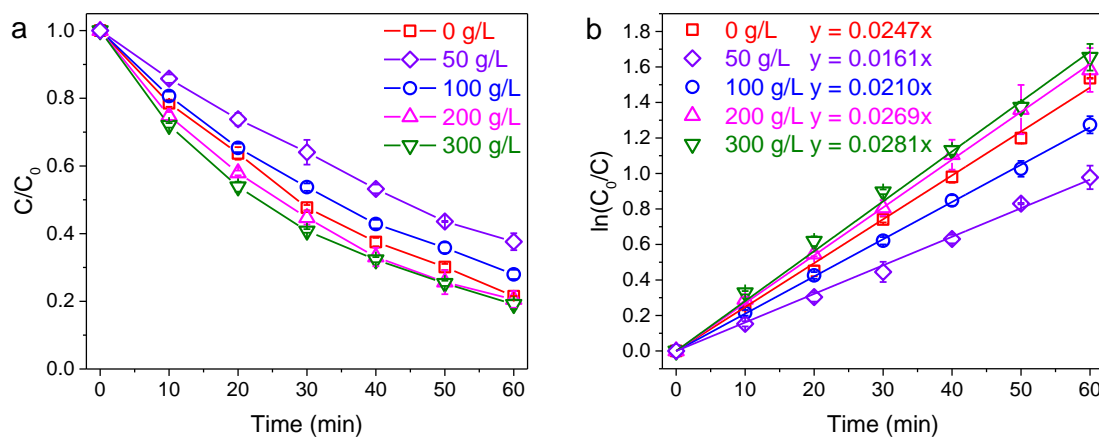 a
1.0
0.8
0.6
0.4
0.2
0.0
C/C₀
0 g/L
50 g/L
100 g/L
200 g/L
300 g/L
0 10 20 30 40 50 60
Time (min)
b
1.8
1.6
1.4
1.2
1.0
0.8
0.6
0.4
0.2
0.0
ln(C₀/C)
0 g/L y = 0.0247x
50 g/L y = 0.0161x
100 g/L y = 0.0210x
200 g/L y = 0.0269x
300 g/L y = 0.0281x
0 10 20 30 40 50 60
Time (min)